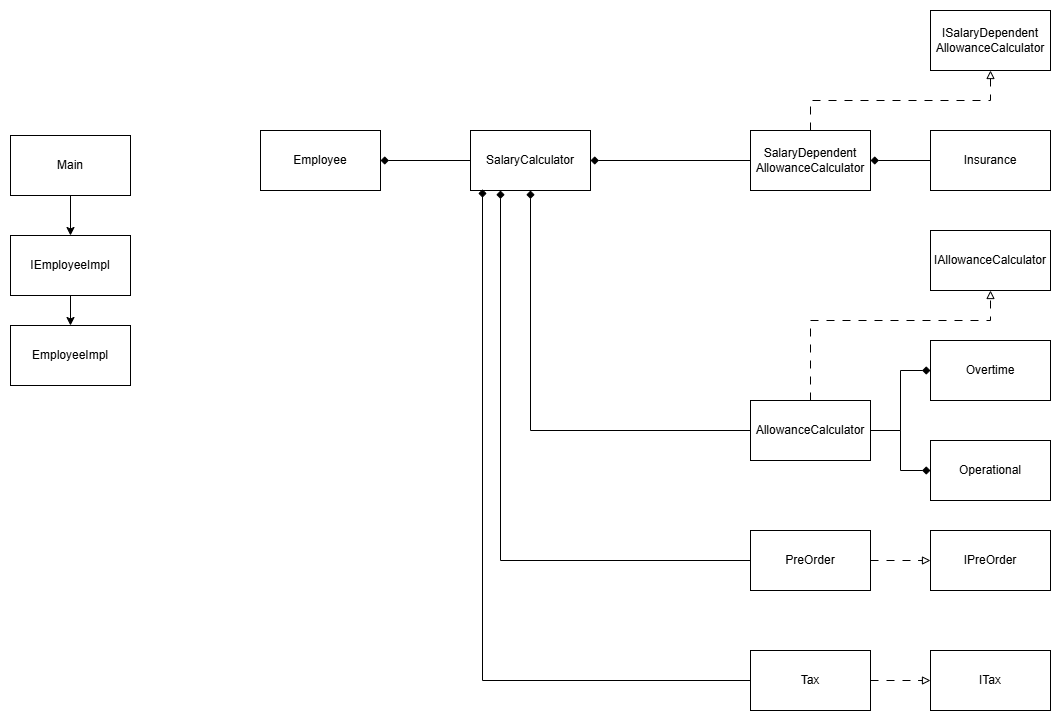 ISalaryDependent
AllowanceCalculator
Main
Employee
SalaryCalculator
SalaryDependent
AllowanceCalculator
Insurance
IEmployeeImpl
IAllowanceCalculator
EmployeeImpl
Overtime
AllowanceCalculator
Operational
PreOrder
IPreOrder
Tax
ITax